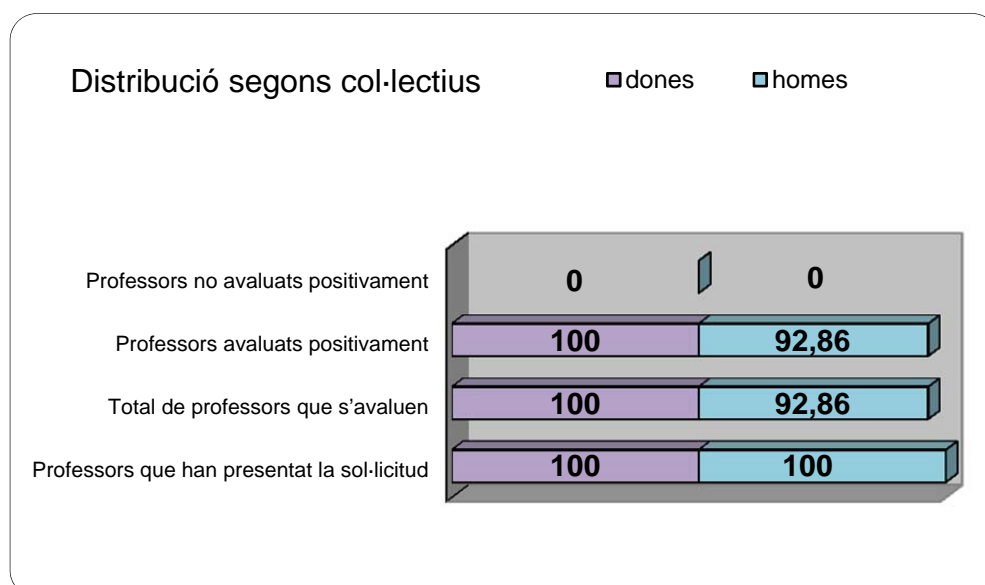 Distribució segons col·lectius
dones homes
Professors no avaluats positivament 0 0
Professors avaluats positivament 100 92,86
Total de professors que s’avaluen 100 92,86
Professors que han presentat la sol·licitud 100 100